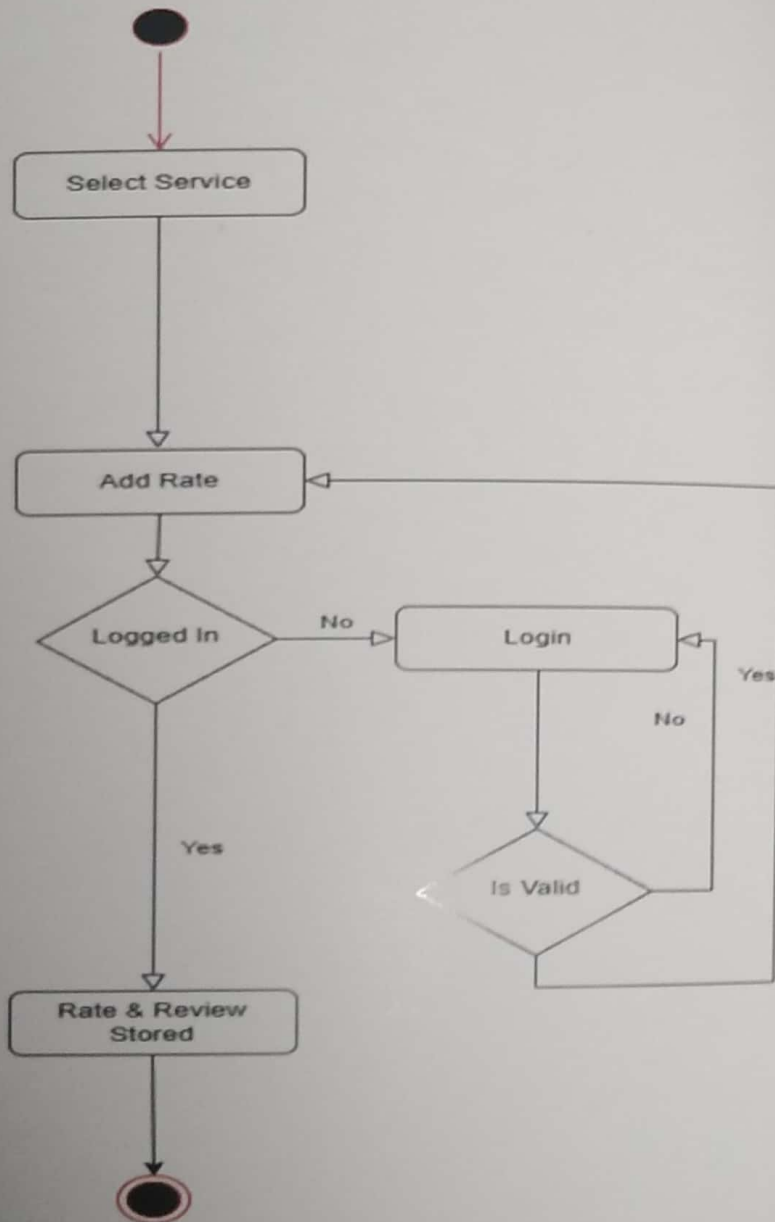 Select Service
Add Rate
Logged In
No
Login
Yes
No
Yes
Is Valid
Rate & Review
Stored